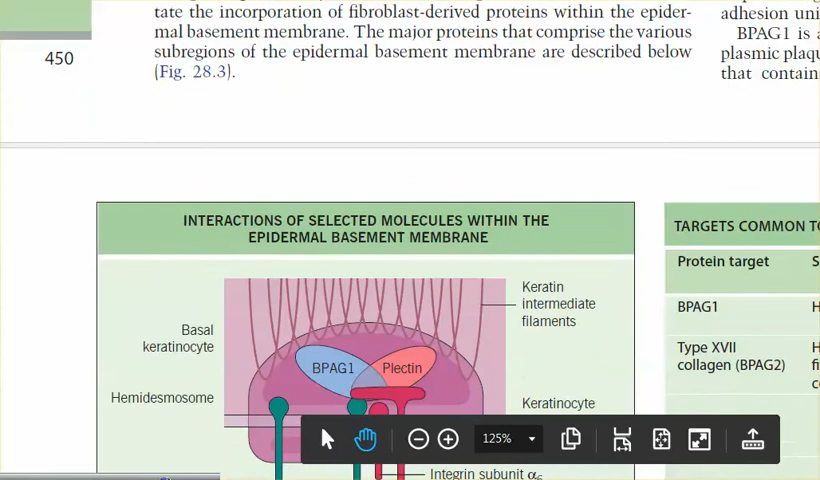 tate the incorporation of fibroblast-derived proteins within the epider-
mal basement membrane. The major proteins that comprise the various
subregions of the epidermal basement membrane are described below
(Fig. 28.3).
450
adhesion uni
BPAG1 is a
plasmic plaqu
that contain
INTERACTIONS OF SELECTED MOLECULES WITHIN THE
EPIDERMAL BASEMENT MEMBRANE
Keratin
intermediate
filaments
Basal
keratinocyte
BPAG1
Plectin
Hemidesmosome
Keratinocyte
Integrin subunit α6
TARGETS COMMON TO
Protein target
S
BPAG1
H
Type XVII
collagen (BPAG2)
H
fi
c
125%